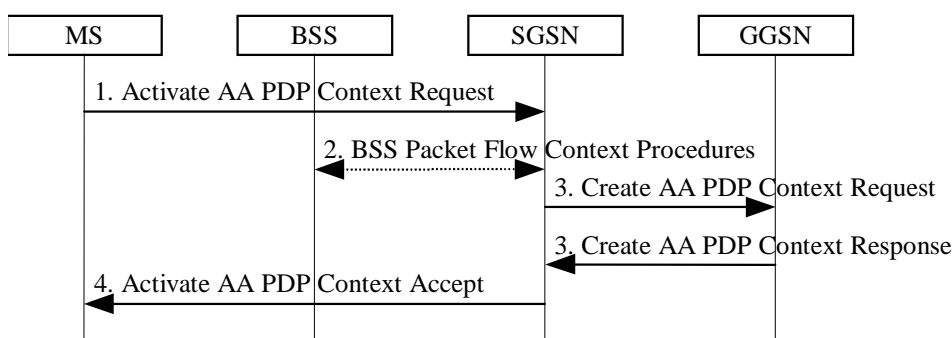 MS
BSS
SGSN
GGSN
1. Activate AA PDP Context Request
2. BSS Packet Flow Context Procedures
3. Create AA PDP Context Request
3. Create AA PDP Context Response
4. Activate AA PDP Context Accept